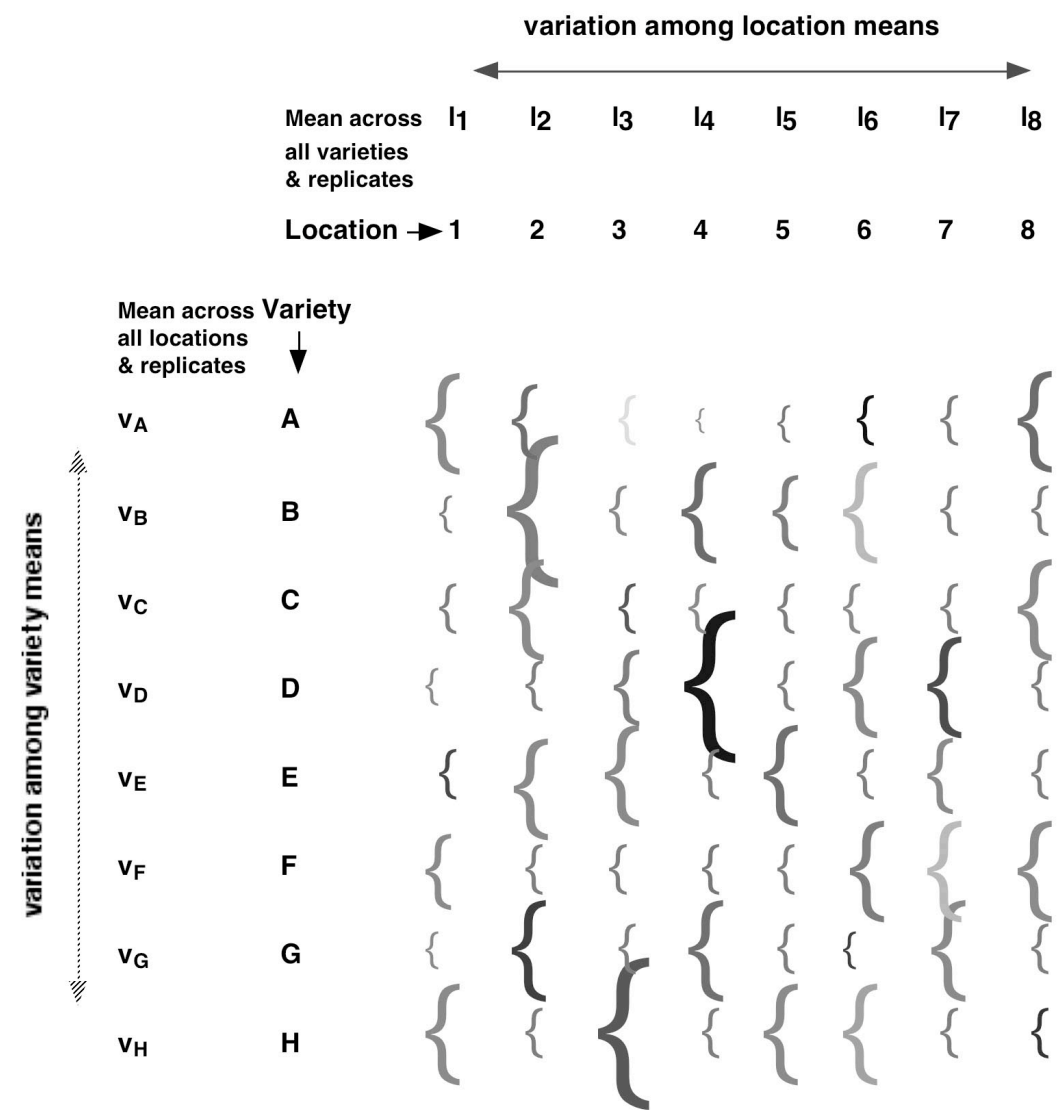 variation among location means
Mean across l1 l2 l3 l4 l5 l6 l7 l8
all varieties
& replicates
Location 1 2 3 4 5 6 7 8
Mean across Variety
all locations
& replicates
vA A { { { { { { { {
vB B { { { { { { { {
vC C { { { { { { { {
vD D { { { { { { { {
vE E { { { { { { { {
vF F { { { { { { { {
vG G { { { { { { { {
vH H { { { { { { { {
variation among variety means